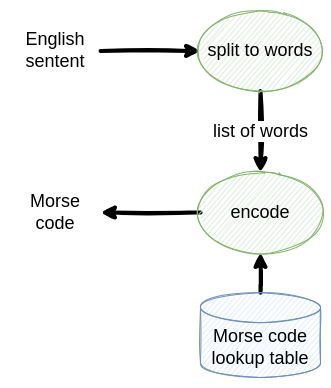 English
sentent
split to words
list of words
Morse
code
encode
Morse code
lookup table